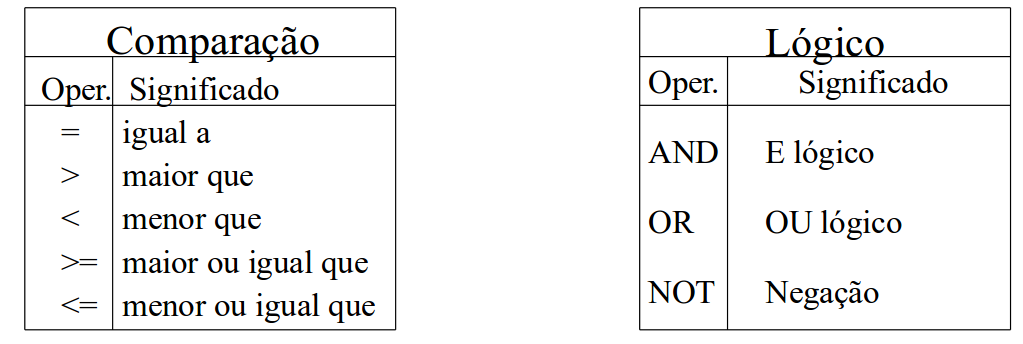 Comparação
Oper. Significado
= igual a
> maior que
< menor que
>= maior ou igual que
<= menor ou igual que
Lógico
Oper. Significado
AND E lógico
OR OU lógico
NOT Negação